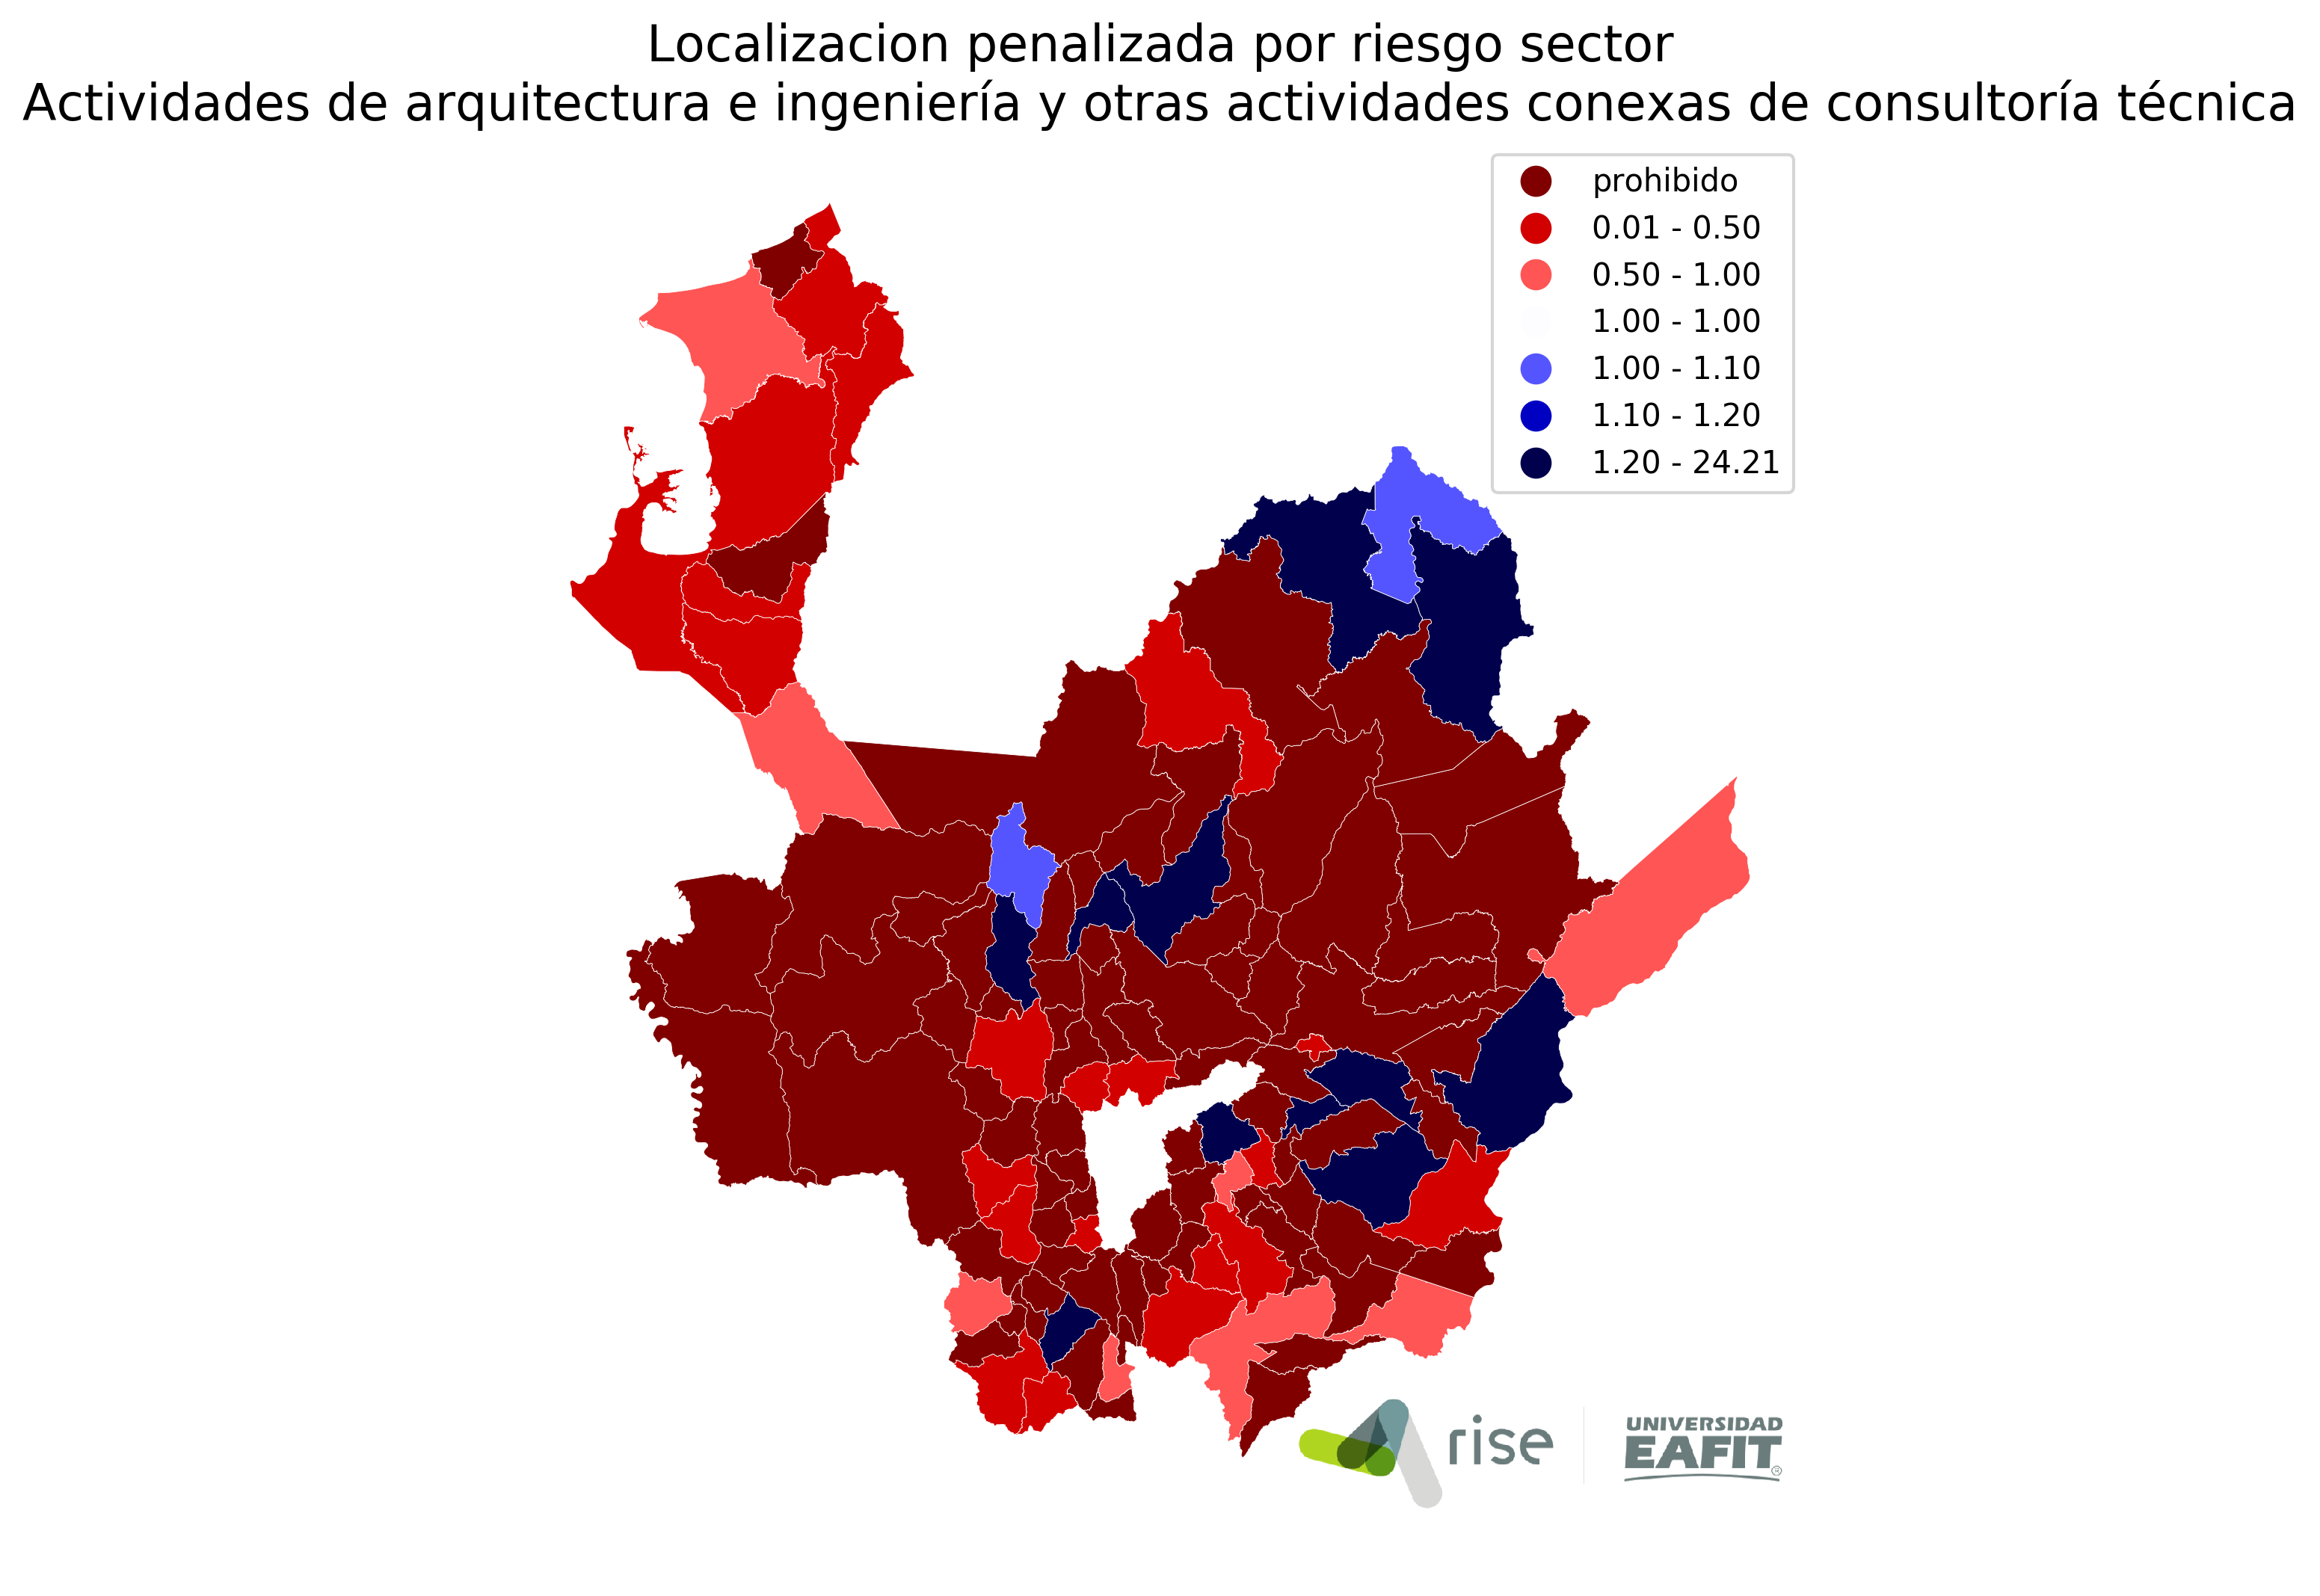 Localizacion penalizada por riesgo sector
Actividades de arquitectura e ingeniería y otras actividades conexas de consultoría técnica
prohibido
0.01 - 0.50
0.50 - 1.00
1.00 - 1.00
1.00 - 1.10
1.10 - 1.20
1.20 - 24.21
rise
UNIVERSIDAD
EAFIT®